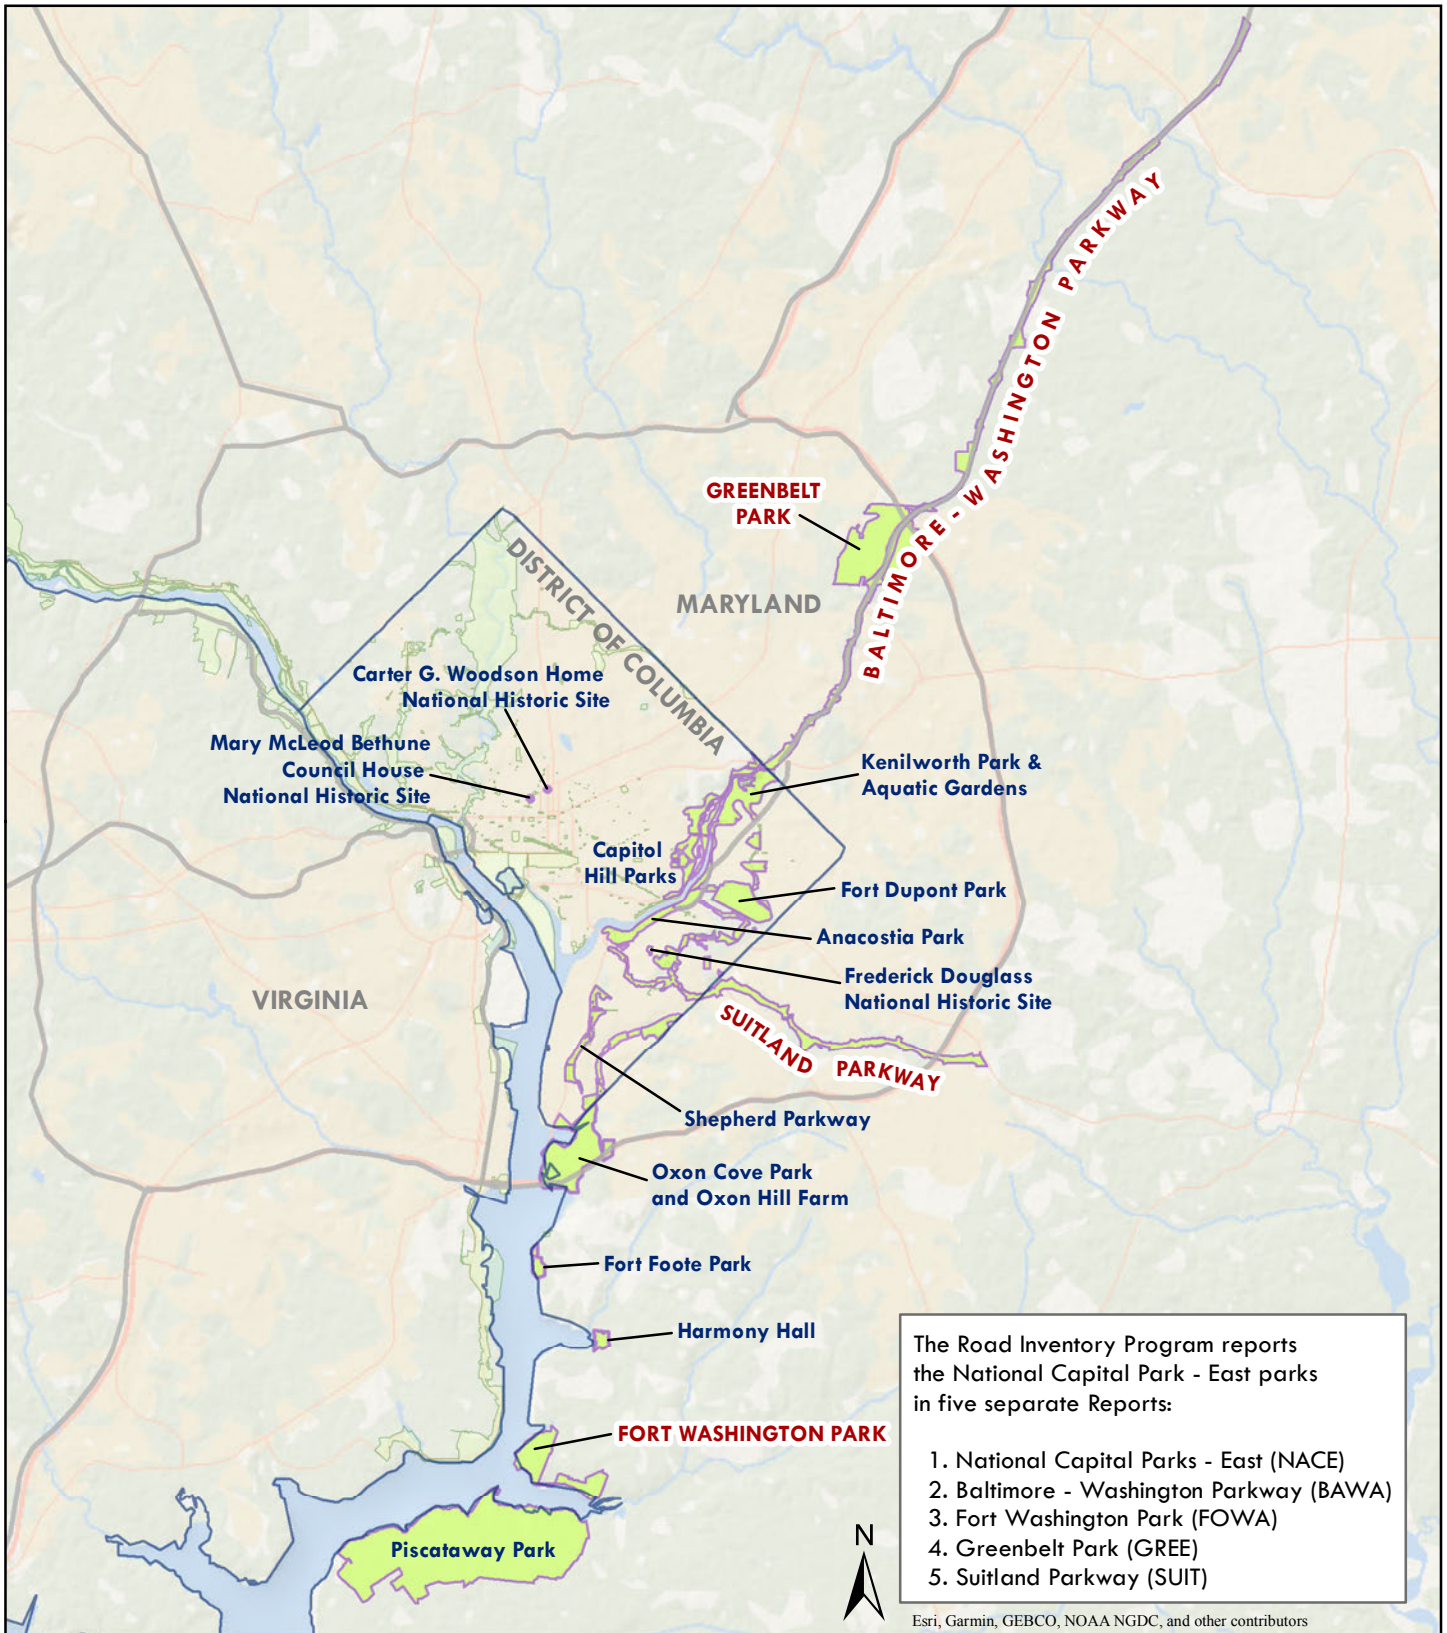 BALTIMORE - WASHINGTON PARKWAY
GREENBELT
PARK
DISTRICT OF COLUMBIA
MARYLAND
Carter G. Woodson Home
National Historic Site
Mary McLeod Bethune
Council House
National Historic Site
Kenilworth Park &
Aquatic Gardens
Capitol
Hill Parks
Fort Dupont Park
Anacostia Park
Frederick Douglass
National Historic Site
VIRGINIA
SUITLAND PARKWAY
Shepherd Parkway
Oxon Cove Park
and Oxon Hill Farm
Fort Foote Park
Harmony Hall
FORT WASHINGTON PARK
Piscataway Park
The Road Inventory Program reports
the National Capital Park - East parks
in five separate Reports:
1. National Capital Parks - East (NACE)
2. Baltimore - Washington Parkway (BAWA)
3. Fort Washington Park (FOWA)
4. Greenbelt Park (GREE)
5. Suitland Parkway (SUIT)
N
Esri, Garmin, GEBCO, NOAA NGDC, and other contributors